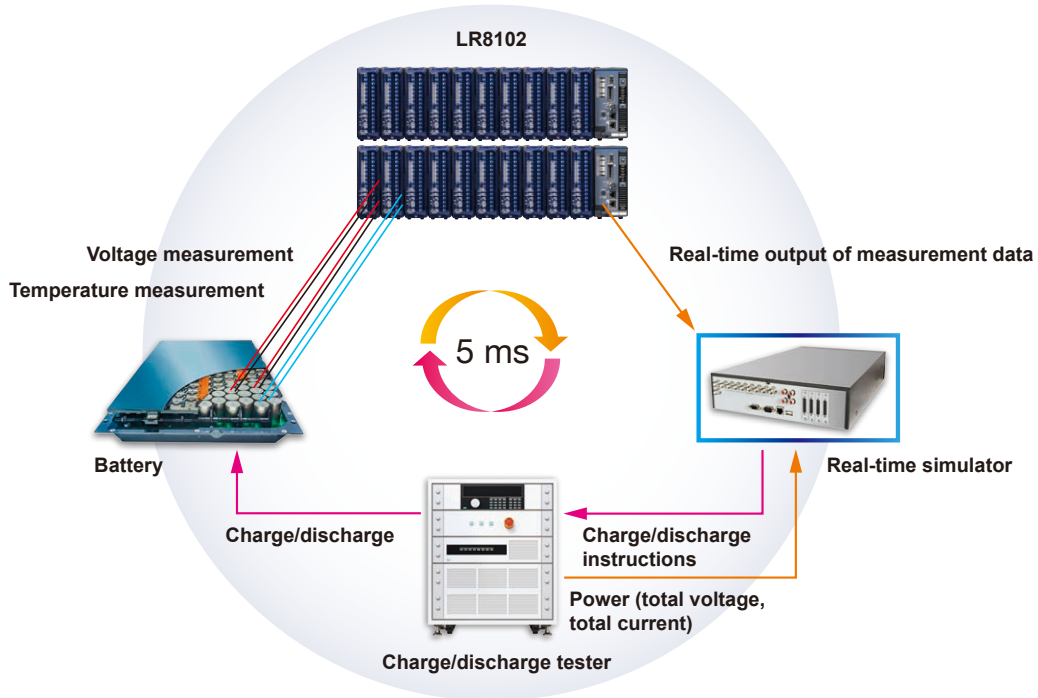 LR8102
Voltage measurement
Temperature measurement
Real-time output of measurement data
5 ms
Battery
Real-time simulator
Charge/discharge
Charge/discharge
instructions
Power (total voltage,
total current)
Charge/discharge tester